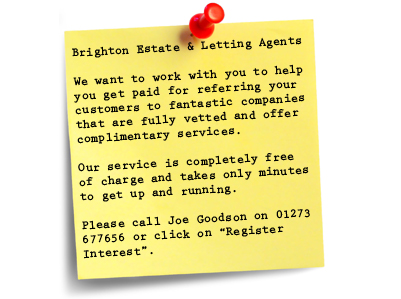 Brighton Estate & Letting Agents
We want to work with you to help
you get paid for referring your
customers to fantastic companies
that are fully vetted and offer
complimentary services.
Our service is completely free
of charge and takes only minutes
to get up and running.
Please call Joe Goodson on 01273
677656 or click on “Register
Interest”.